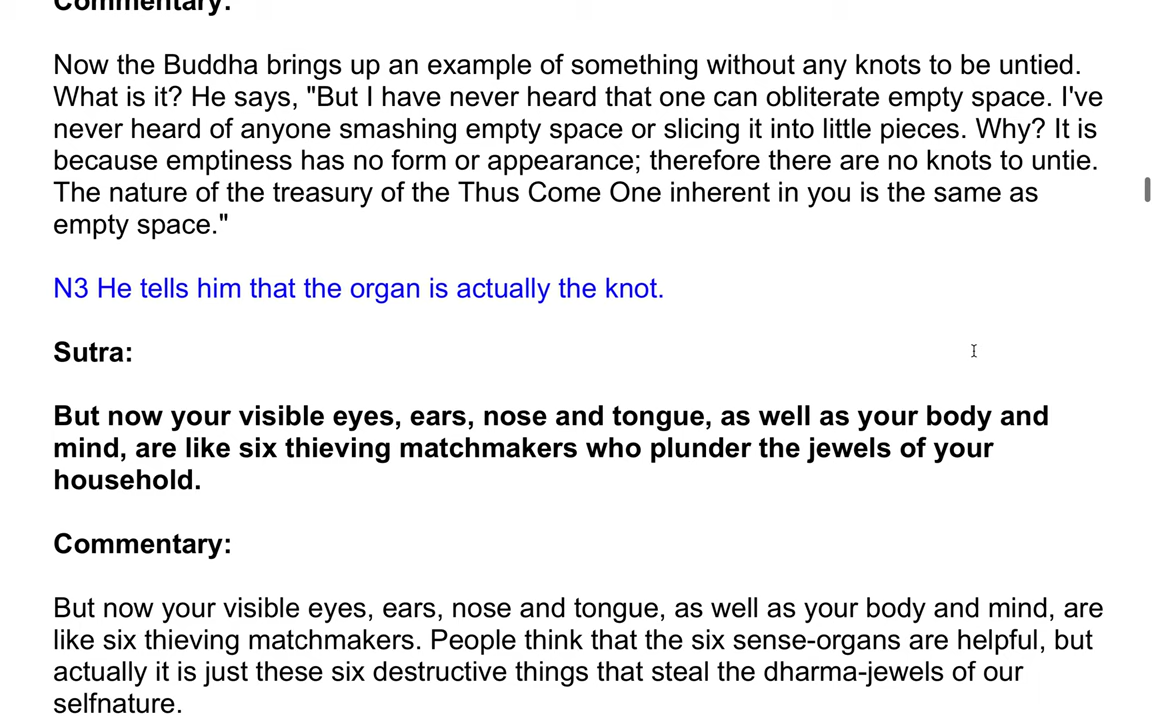 Commentary:
Now the Buddha brings up an example of something without any knots to be untied.
What is it? He says, "But I have never heard that one can obliterate empty space. I've
never heard of anyone smashing empty space or slicing it into little pieces. Why? It is
because emptiness has no form or appearance; therefore there are no knots to untie.
The nature of the treasury of the Thus Come One inherent in you is the same as
empty space."
N3 He tells him that the organ is actually the knot.
Sutra:
But now your visible eyes, ears, nose and tongue, as well as your body and
mind, are like six thieving matchmakers who plunder the jewels of your
household.
Commentary:
But now your visible eyes, ears, nose and tongue, as well as your body and mind, are
like six thieving matchmakers. People think that the six sense-organs are helpful, but
actually it is just these six destructive things that steal the dharma-jewels of our
selfnature.